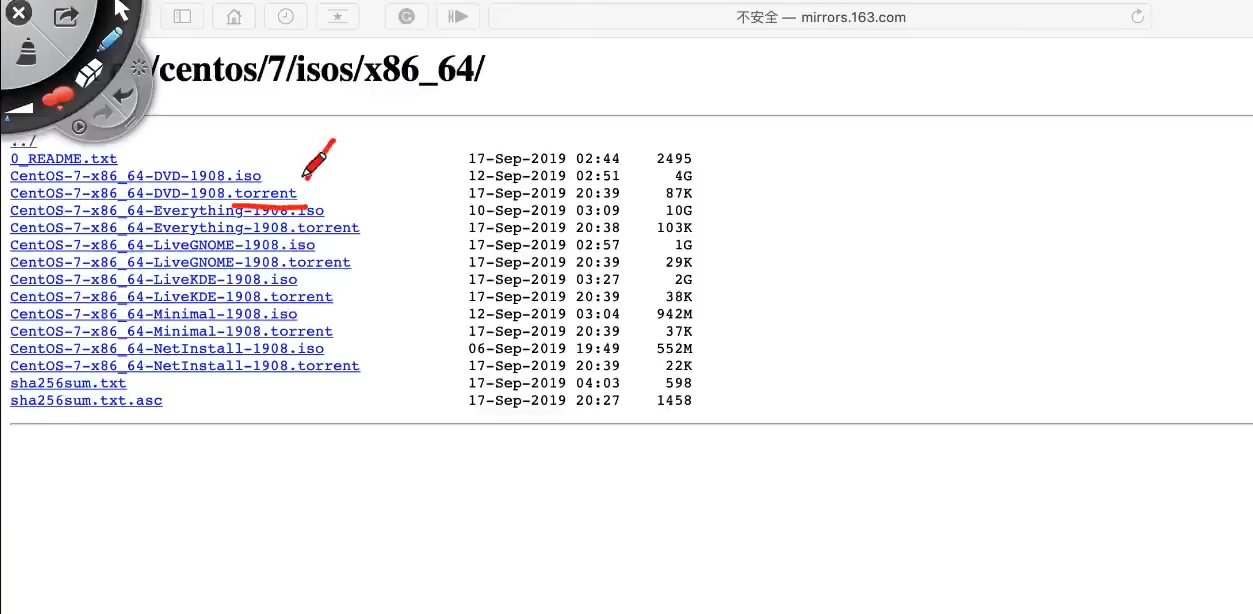 不安全 — mirrors.163.com
/centos/7/isos/x86_64/
../
0_README.txt 17-Sep-2019 02:44 2495
CentOS-7-x86_64-DVD-1908.iso 12-Sep-2019 02:51 4G
CentOS-7-x86_64-DVD-1908.torrent 17-Sep-2019 20:39 87K
CentOS-7-x86_64-Everything-1908.iso 10-Sep-2019 03:09 10G
CentOS-7-x86_64-Everything-1908.torrent 17-Sep-2019 20:38 103K
CentOS-7-x86_64-LiveGNOME-1908.iso 17-Sep-2019 02:57 1G
CentOS-7-x86_64-LiveGNOME-1908.torrent 17-Sep-2019 20:39 29K
CentOS-7-x86_64-LiveKDE-1908.iso 17-Sep-2019 03:27 2G
CentOS-7-x86_64-LiveKDE-1908.torrent 17-Sep-2019 20:39 38K
CentOS-7-x86_64-Minimal-1908.iso 12-Sep-2019 03:04 942M
CentOS-7-x86_64-Minimal-1908.torrent 17-Sep-2019 20:39 37K
CentOS-7-x86_64-NetInstall-1908.iso 06-Sep-2019 19:49 552M
CentOS-7-x86_64-NetInstall-1908.torrent 17-Sep-2019 20:39 22K
sha256sum.txt 17-Sep-2019 04:03 598
sha256sum.txt.asc 17-Sep-2019 20:27 1458